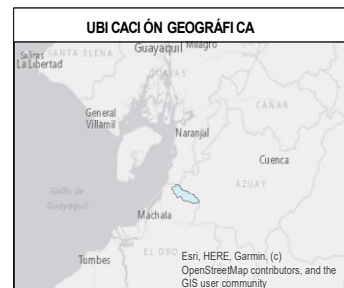 UBI CACI ÓN GEOGRÁFI CA
Salinas
SANTA ELENA
La Libertad
Guayaquil
Milagro
GUAYAS
CAÑAR
General
Villamil
Naranjal
Cuenca
AZUAY
Golfo de
Guayaquil
Machala
EL ORO
Tumbes
Esri, HERE, Garmin, (c)
OpenStreetMap contributors, and the
GIS user community